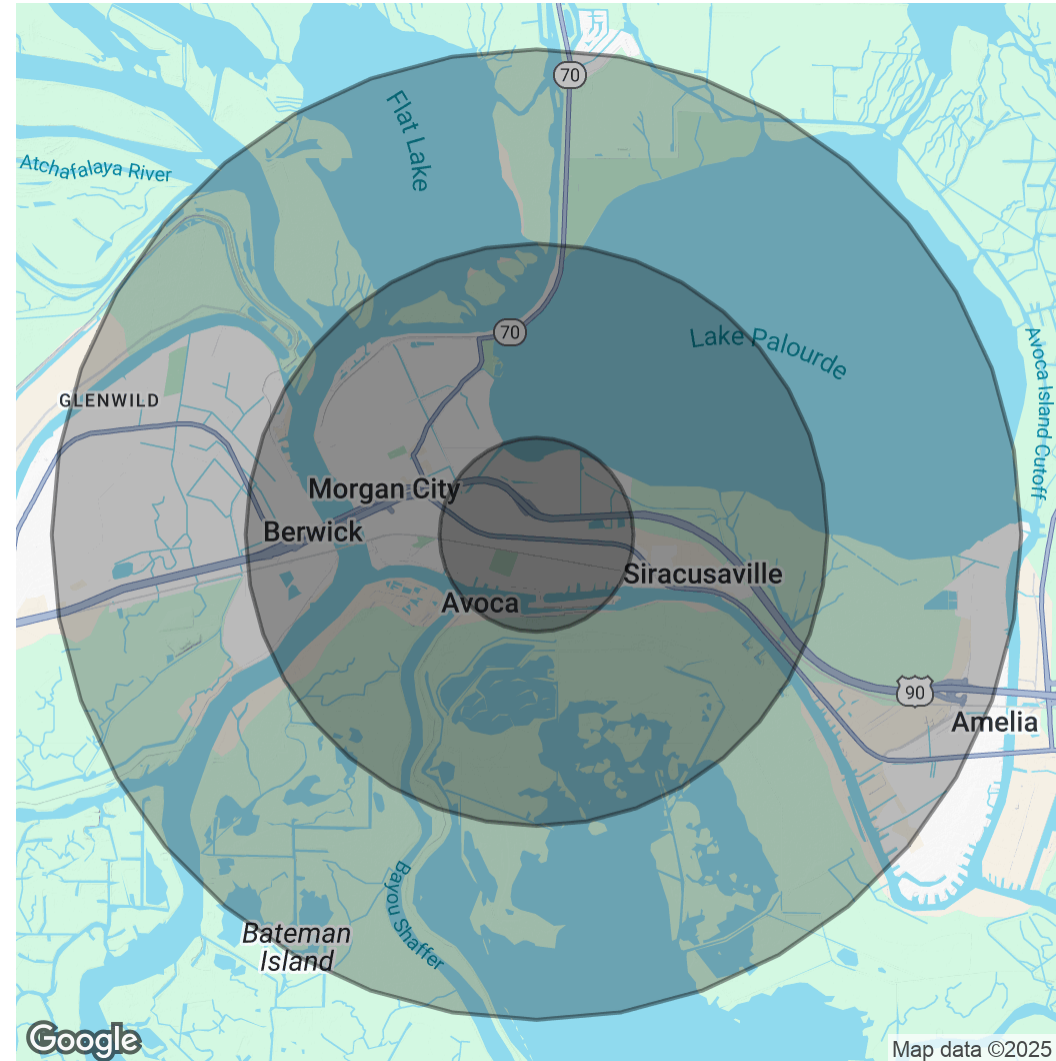 70
Flat Lake
Atchafalaya River
70
Lake Palourde
Avoca Island Cutoff
GLENWILD
Morgan City
Berwick
Siracusaville
Avoca
90
Amelia
Bayou Shaffer
Bateman
Island
Google
Map data ©2025